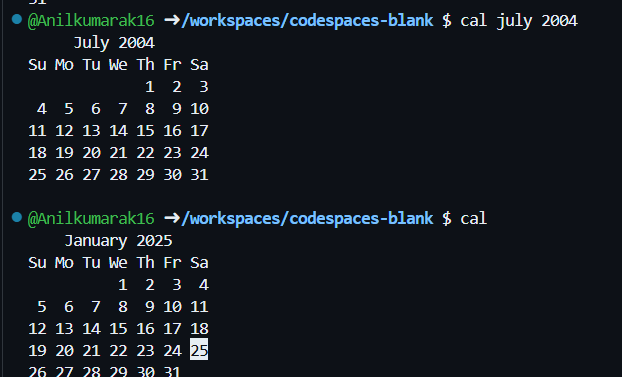 31
@Anilkumarak16 ➜/workspaces/codespaces-blank $ cal july 2004
     July 2004
Su Mo Tu We Th Fr Sa
             1  2  3
 4  5  6  7  8  9 10
11 12 13 14 15 16 17
18 19 20 21 22 23 24
25 26 27 28 29 30 31
@Anilkumarak16 ➜/workspaces/codespaces-blank $ cal
    January 2025
Su Mo Tu We Th Fr Sa
          1  2  3  4
 5  6  7  8  9 10 11
12 13 14 15 16 17 18
19 20 21 22 23 24 25
26 27 28 29 30 31